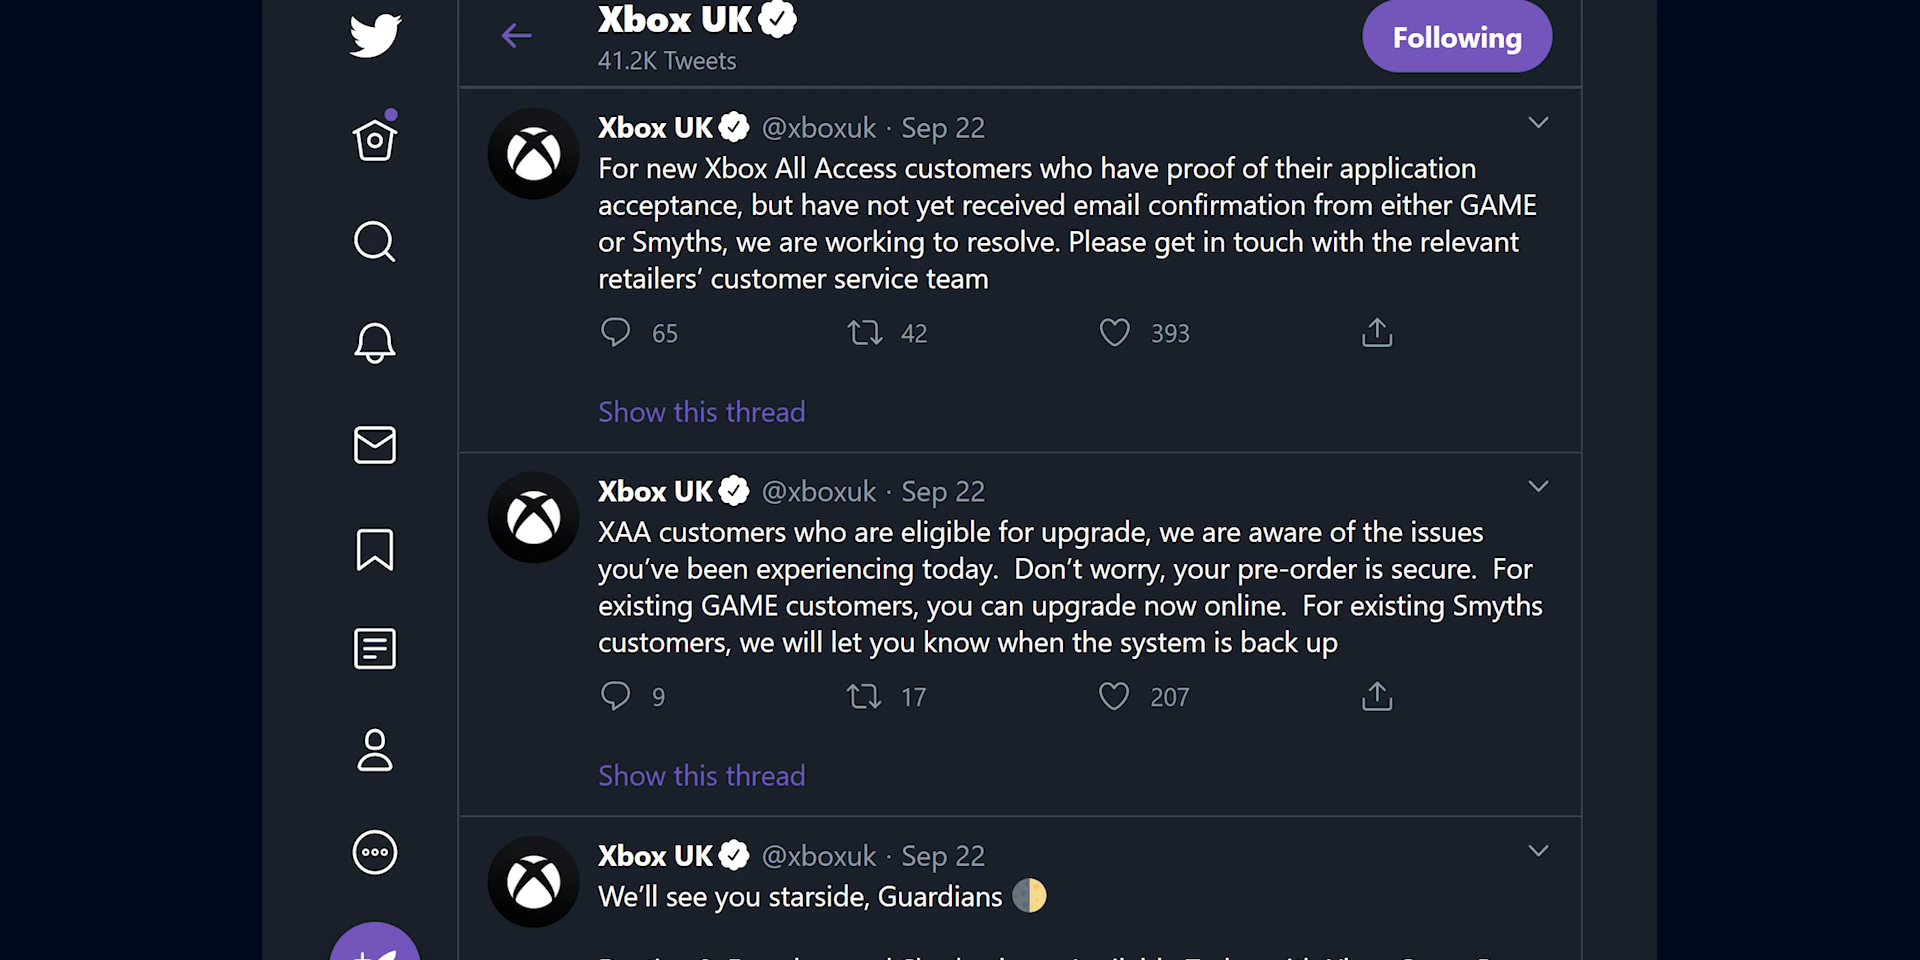 Xbox UK
41.2K Tweets
Following
Xbox UK @xboxuk · Sep 22
For new Xbox All Access customers who have proof of their application
acceptance, but have not yet received email confirmation from either GAME
or Smyths, we are working to resolve. Please get in touch with the relevant
retailers’ customer service team
65 42 393
Show this thread
Xbox UK @xboxuk · Sep 22
XAA customers who are eligible for upgrade, we are aware of the issues
you’ve been experiencing today.  Don’t worry, your pre-order is secure.  For
existing GAME customers, you can upgrade now online.  For existing Smyths
customers, we will let you know when the system is back up
9 17 207
Show this thread
Xbox UK @xboxuk · Sep 22
We’ll see you starside, Guardians 🌓